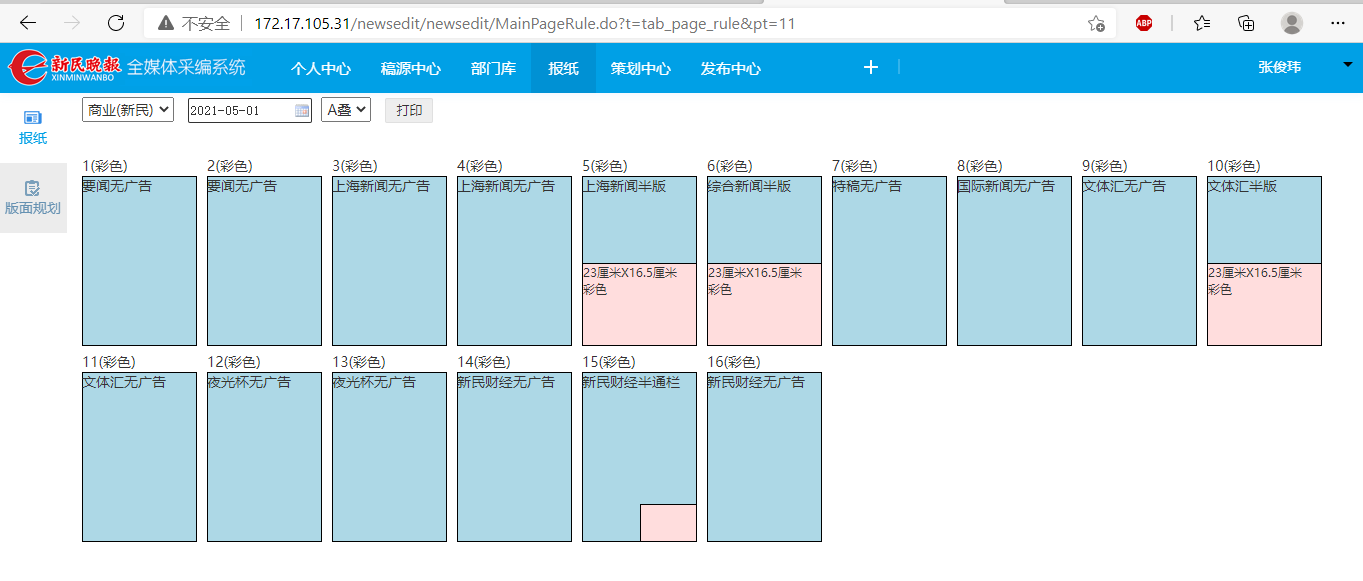 不安全 172.17.105.31/newsedit/newsedit/MainPageRule.do?t=tab_page_rule&pt=11
ABP
新民晚报 XINMINWANBO 全媒体采编系统 个人中心 稿源中心 部门库 报纸 策划中心 发布中心 + 张俊玮
报纸
版面规划
商业(新民) 2021-05-01 A叠 打印
1(彩色) 2(彩色) 3(彩色) 4(彩色) 5(彩色) 6(彩色) 7(彩色) 8(彩色) 9(彩色) 10(彩色)
要闻无广告 要闻无广告 上海新闻无广告 上海新闻无广告 上海新闻半版 综合新闻半版 特稿无广告 国际新闻无广告 文体汇无广告 文体汇半版
23厘米X16.5厘米 23厘米X16.5厘米 23厘米X16.5厘米
彩色 彩色 彩色
11(彩色) 12(彩色) 13(彩色) 14(彩色) 15(彩色) 16(彩色)
文体汇无广告 夜光杯无广告 夜光杯无广告 新民财经无广告 新民财经半通栏 新民财经无广告